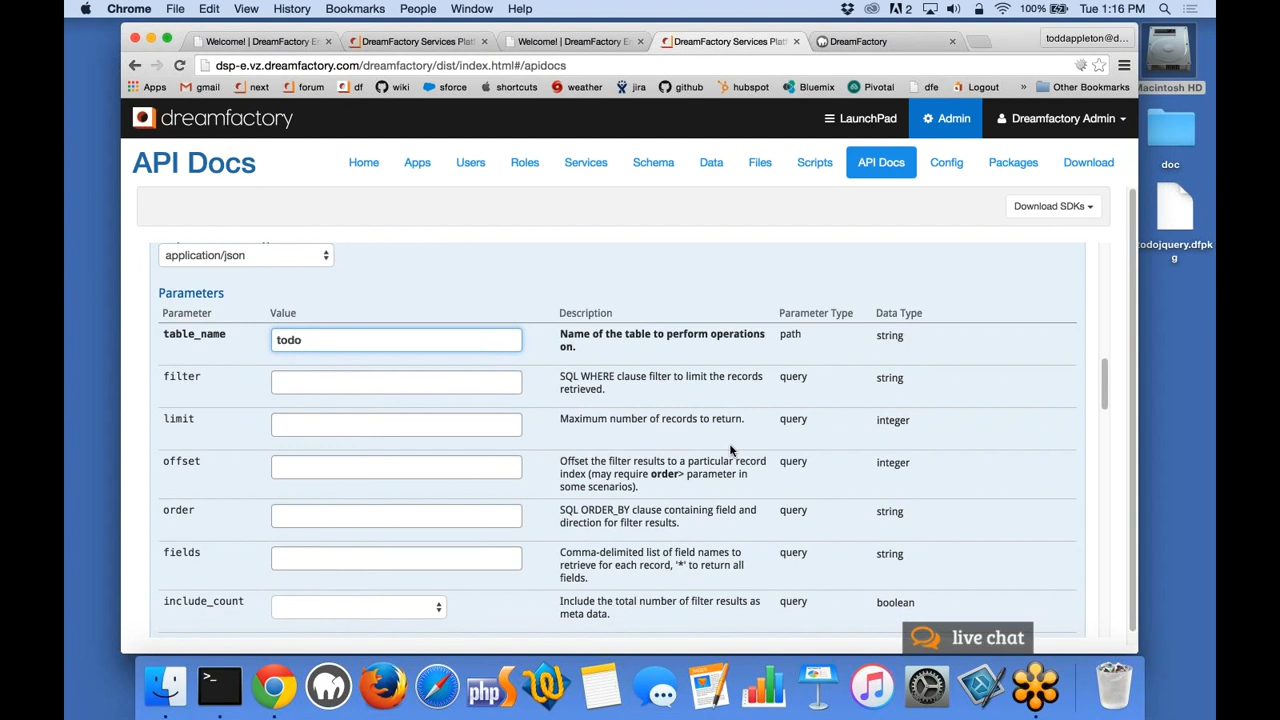 Chrome File Edit View History Bookmarks People Window Help 2 100% Tue 1:16 PM
Welcome! | DreamFactory En × DreamFactory Services Plat × Welcome! | DreamFactory En × DreamFactory Services Platf × DreamFactory × toddappleton@d...
dsp-e.vz.dreamfactory.com/dreamfactory/dist/index.html#/apidocs
Apps gmail next forum df wiki sforce shortcuts weather jira github hubspot Bluemix Pivotal dfe Logout » Other Bookmarks
Macintosh HD
dreamfactory LaunchPad Admin Dreamfactory Admin
API Docs Home Apps Users Roles Services Schema Data Files Scripts API Docs Config Packages Download
doc
Download SDKs
todojquery.dfpk
g
application/json
Parameters
Parameter Value Description Parameter Type Data Type
table_name todo Name of the table to perform operations on. path string
filter SQL WHERE clause filter to limit the records retrieved. query string
limit Maximum number of records to return. query integer
offset Offset the filter results to a particular record index (may require order> parameter in some scenarios). query integer
order SQL ORDER_BY clause containing field and direction for filter results. query string
fields Comma-delimited list of field names to retrieve for each record, '*' to return all fields. query string
include_count Include the total number of filter results as meta data. query boolean
live chat
php